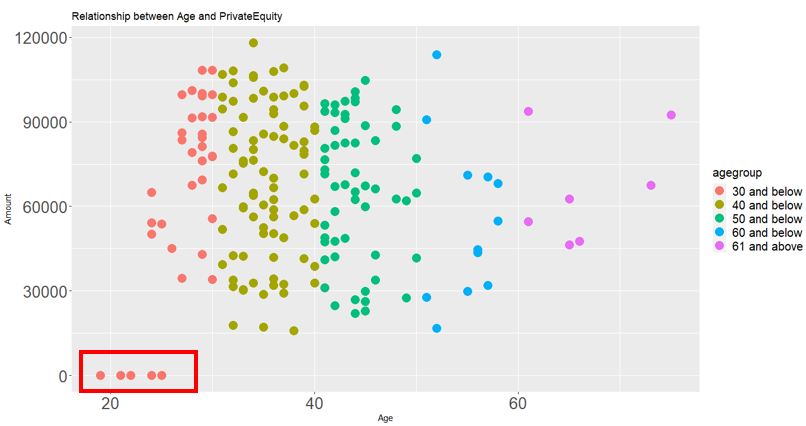 Relationship between Age and PrivateEquity
120000
90000
60000
30000
0
Amount
20
40
60
Age
agegroup
30 and below
40 and below
50 and below
60 and below
61 and above